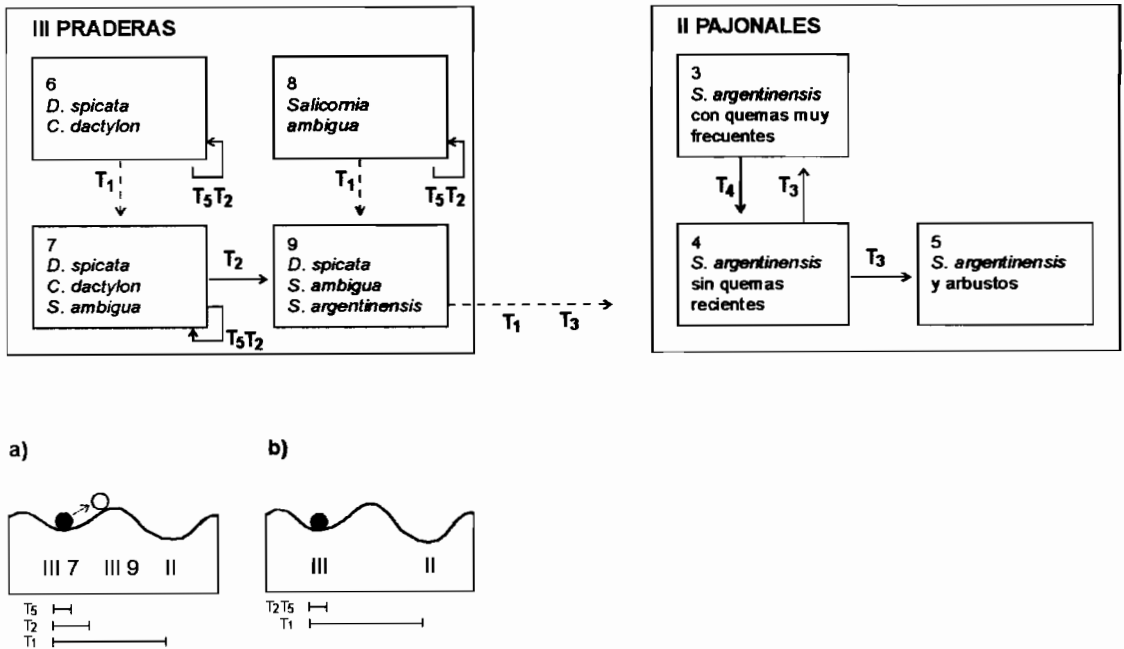 III PRADERAS
6
D. spicata
C. dactylon
T1
T5T2
8
Salicornia
ambigua
T1
T5T2
7
D. spicata
C. dactylon
S. ambigua
T2
T5T2
9
D. spicata
S. ambigua
S. argentinensis
T1 T3
II PAJONALES
3
S. argentinensis
con quemas muy
frecuentes
T4
T3
4
S. argentinensis
sin quemas
recientes
T3
5
S. argentinensis
y arbustos
a)
III 7 III 9 II
T5
T2
T1
b)
III II
T2T5
T1